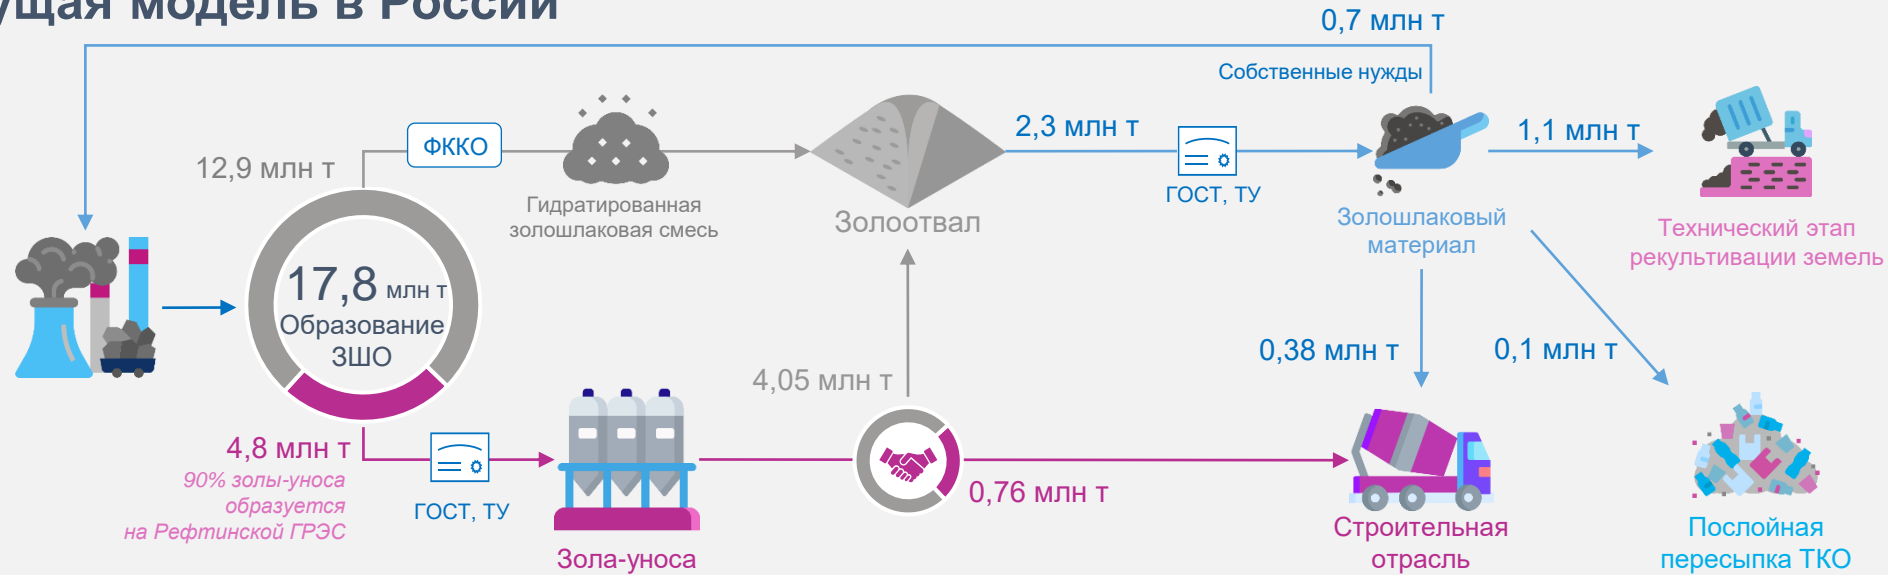 модель в России
0,7 млн т
Собственные нужды
12,9 млн т
ФККО
Гидратированная
золошлаковая смесь
Золоотвал
2,3 млн т
ГОСТ, ТУ
Золошлаковый
материал
1,1 млн т
Технический этап
рекультивации земель
17,8 млн т
Образование
ЗШО
4,05 млн т
0,38 млн т
0,1 млн т
4,8 млн т
90% золы-уноса
образуется
на Рефтинской ГРЭС
ГОСТ, ТУ
Зола-уноса
0,76 млн т
Строительная
отрасль
Послойная
пересыпка ТКО